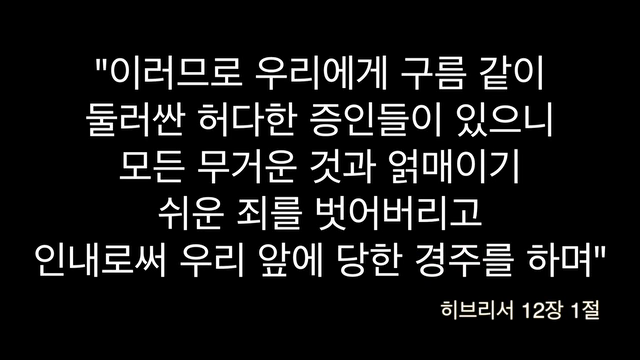 "이러므로 우리에게 구름 같이
둘러싼 허다한 증인들이 있으니
모든 무거운 것과 얽매이기
쉬운 죄를 벗어버리고
인내로써 우리 앞에 당한 경주를 하며"
히브리서 12장 1절